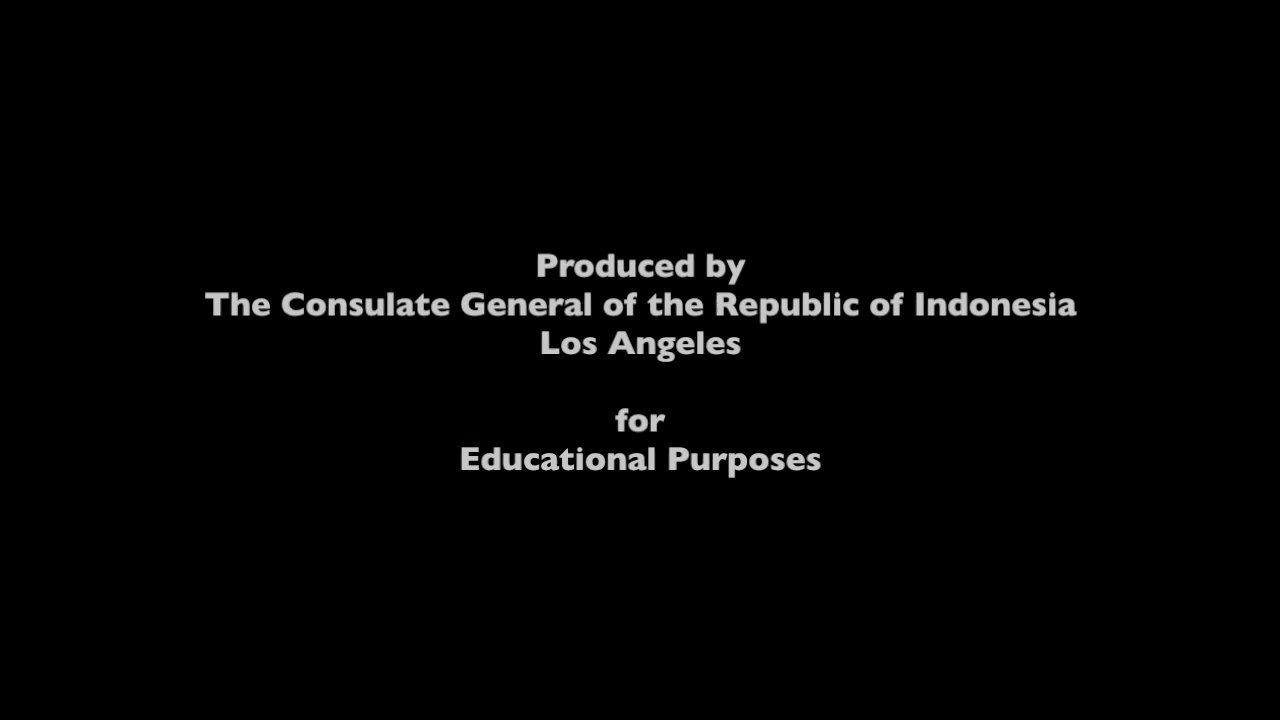 Produced by
The Consulate General of the Republic of Indonesia
Los Angeles
for
Educational Purposes